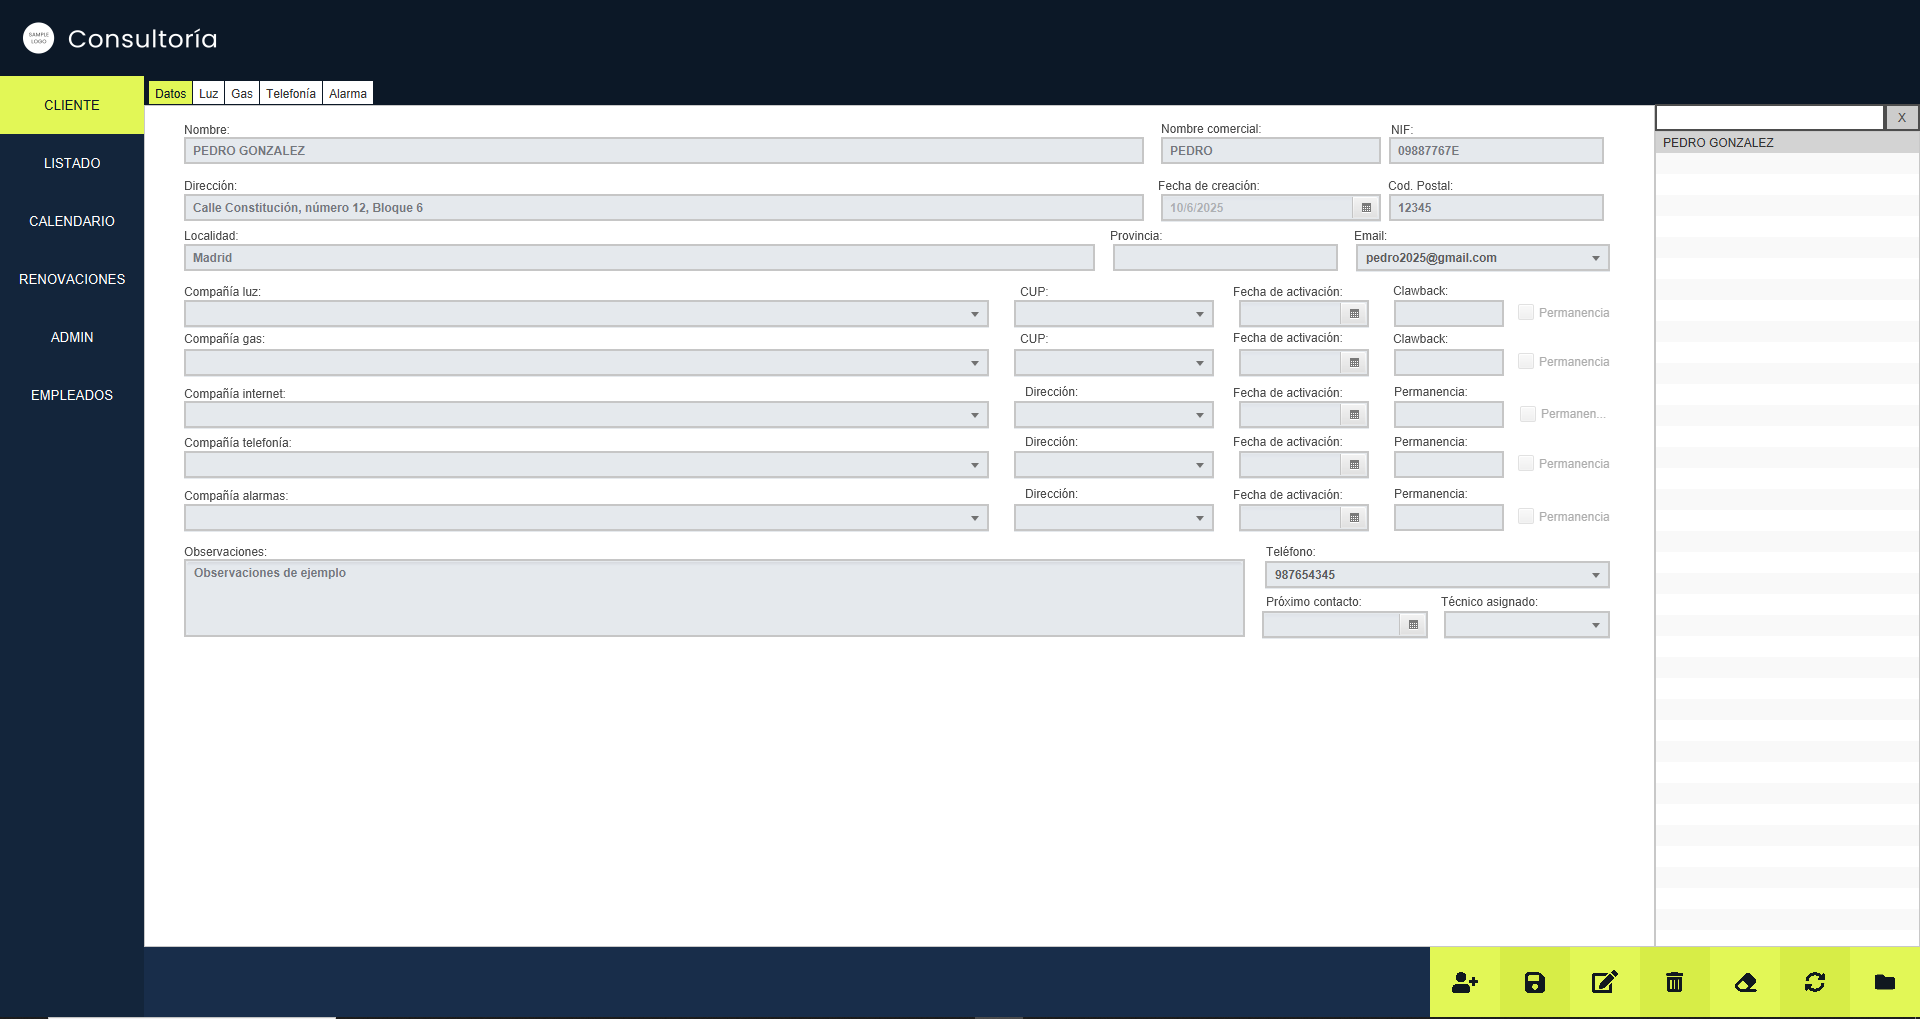 SAMPLE
LOGO
Consultoría
CLIENTE
LISTADO
CALENDARIO
RENOVACIONES
ADMIN
EMPLEADOS
Datos Luz Gas Telefonía Alarma
Nombre: Nombre comercial: NIF:
PEDRO GONZALEZ PEDRO 09887767E
Dirección: Fecha de creación: Cod. Postal:
Calle Constitución, número 12, Bloque 6 10/6/2025 12345
Localidad: Provincia: Email:
Madrid pedro2025@gmail.com
Compañía luz: CUP: Fecha de activación: Clawback:
Permanencia
Compañía gas: CUP: Fecha de activación: Clawback:
Permanencia
Compañía internet: Dirección: Fecha de activación: Permanencia:
Permanen...
Compañía telefonía: Dirección: Fecha de activación: Permanencia:
Permanencia
Compañía alarmas: Dirección: Fecha de activación: Permanencia:
Permanencia
Observaciones: Teléfono:
Observaciones de ejemplo 987654345
Próximo contacto: Técnico asignado:
X
PEDRO GONZALEZ